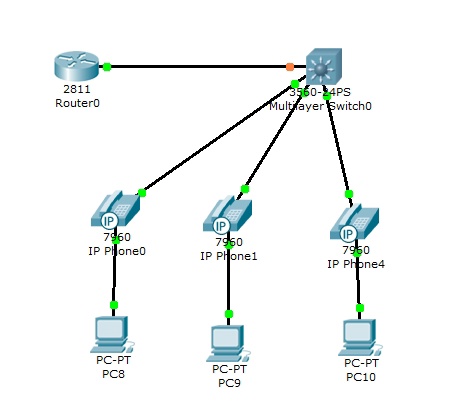 2811
Router0
3560-24PS
Multilayer Switch0
IP
7960
IP Phone0
IP
7960
IP Phone1
IP
7960
IP Phone4
PC-PT
PC8
PC-PT
PC9
PC-PT
PC10